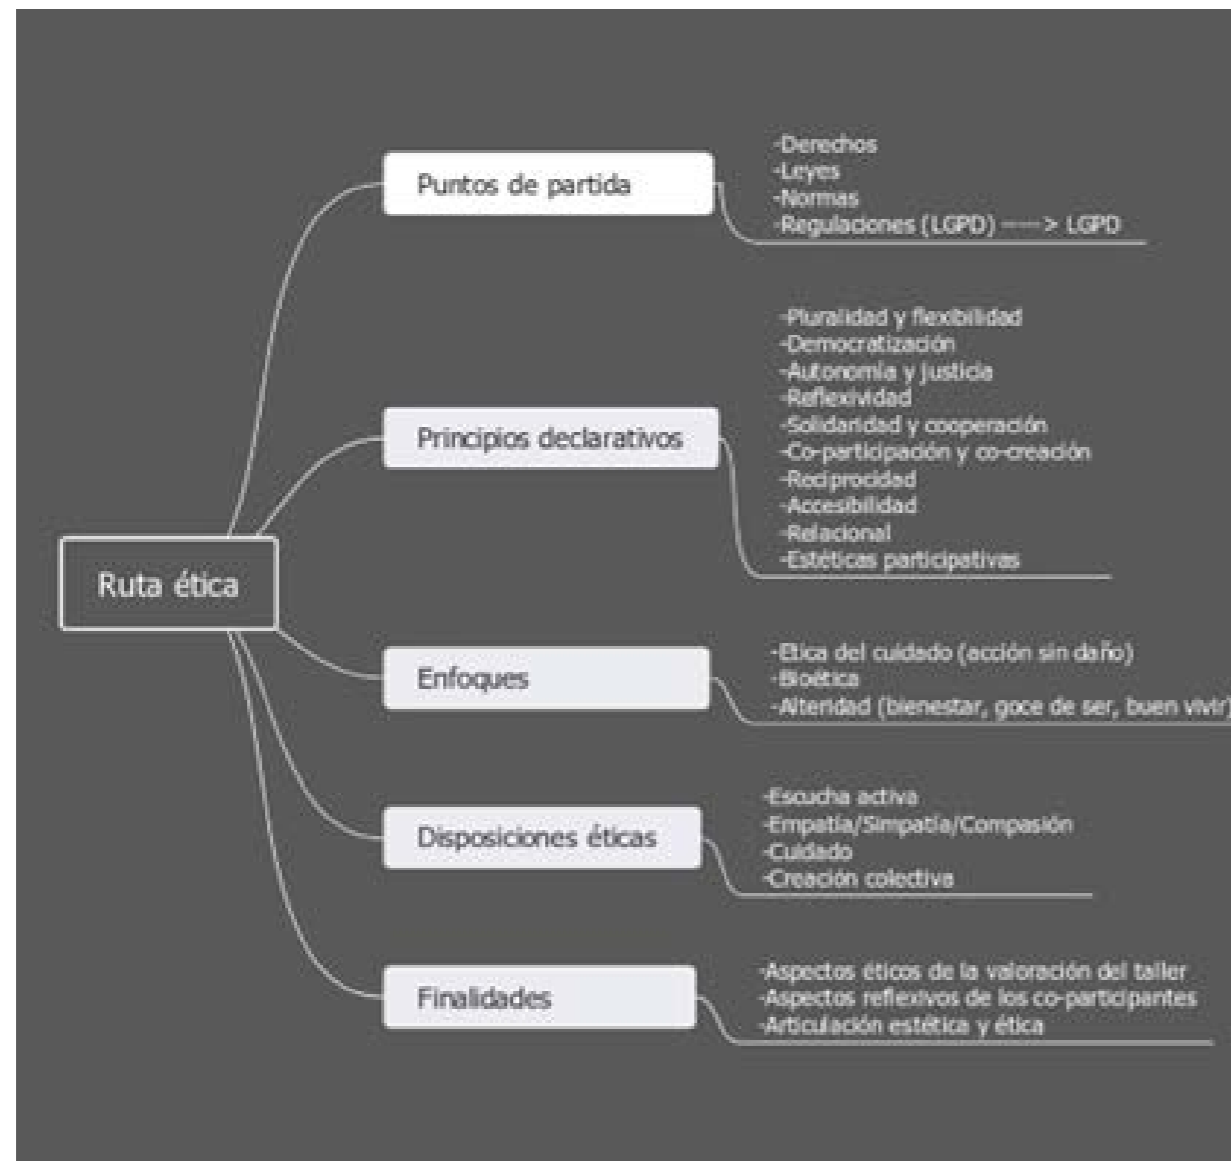 Ruta ética
Puntos de partida
-Derechos
-Leyes
-Normas
-Regulaciones (LGPD) ----> LGPD
Principios declarativos
-Pluralidad y flexibilidad
-Democratización
-Autonomía y justicia
-Reflexividad
-Solidaridad y cooperación
-Co-participación y co-creación
-Reciprocidad
-Accesibilidad
-Relacional
-Estéticas participativas
Enfoques
-Etica del cuidado (acción sin daño)
-Bioética
-Alteridad (bienestar, goce de ser, buen vivir)
Disposiciones éticas
-Escucha activa
-Empatía/Simpatía/Compasión
-Cuidado
-Creación colectiva
Finalidades
-Aspectos éticos de la valoración del taller
-Aspectos reflexivos de los co-participantes
-Articulación estética y ética